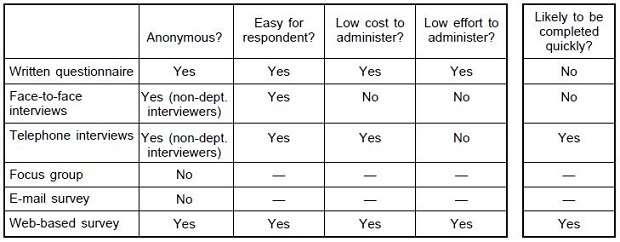 Anonymous? Easy for respondent? Low cost to administer? Low effort to administer? Likely to be completed quickly?
Written questionnaire Yes Yes Yes Yes No
Face-to-face interviews Yes (non-dept. interviewers) Yes No No No
Telephone interviews Yes (non-dept. interviewers) Yes Yes No Yes
Focus group No — — — —
E-mail survey No — — — —
Web-based survey Yes Yes Yes Yes Yes